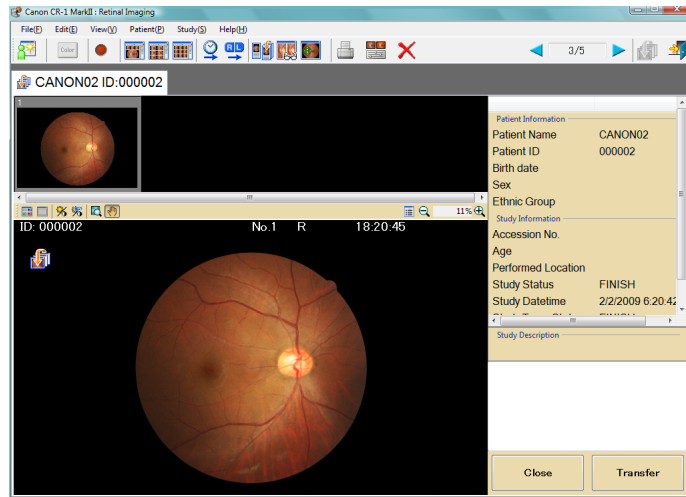 Canon CR-1 MarkII : Retinal Imaging
File(F) Edit(E) View(V) Patient(P) Study(S) Help(H)
Color
R L
3/5
CANON02 ID:000002
1
Patient Information
Patient Name CANON02
Patient ID 000002
Birth date
Sex
Ethnic Group
Study Information
Accession No.
Age
Performed Location
Study Status FINISH
Study Datetime 2/2/2009 6:20:42
11%
ID: 000002 No.1 R 18:20:45
Study Description
Close Transfer